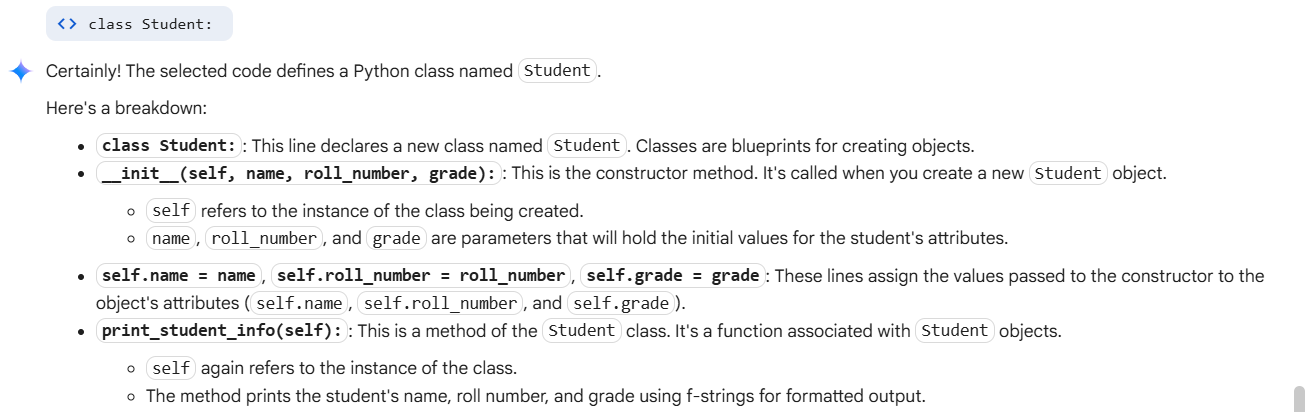 <> class Student:
Certainly! The selected code defines a Python class named Student.
Here's a breakdown:
• class Student: : This line declares a new class named Student. Classes are blueprints for creating objects.
• __init__(self, name, roll_number, grade): : This is the constructor method. It's called when you create a new Student object.
◦ self refers to the instance of the class being created.
◦ name, roll_number, and grade are parameters that will hold the initial values for the student's attributes.
• self.name = name, self.roll_number = roll_number, self.grade = grade: These lines assign the values passed to the constructor to the
object's attributes (self.name, self.roll_number, and self.grade).
• print_student_info(self): : This is a method of the Student class. It's a function associated with Student objects.
◦ self again refers to the instance of the class.
◦ The method prints the student's name, roll number, and grade using f-strings for formatted output.